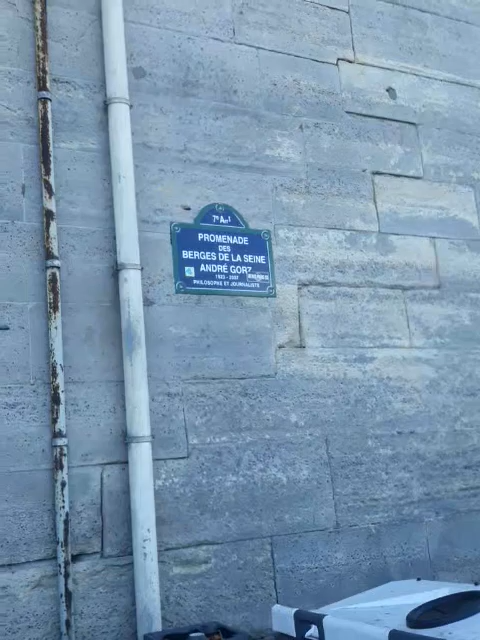 7e Arrt
PROMENADE
DES
BERGES DE LA SEINE
ANDRÉ GORZ
1923 - 2007
PHILOSOPHE ET JOURNALISTE